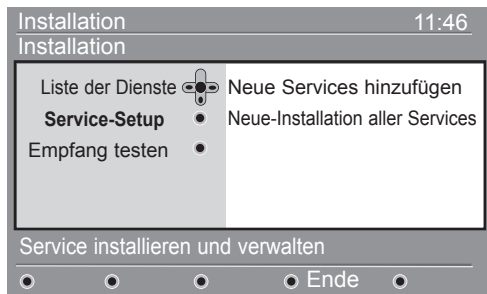 Installation 11:46
Installation
Liste der Dienste Neue Services hinzufügen
Service-Setup Neue-Installation aller Services
Empfang testen
Service installieren und verwalten
Ende